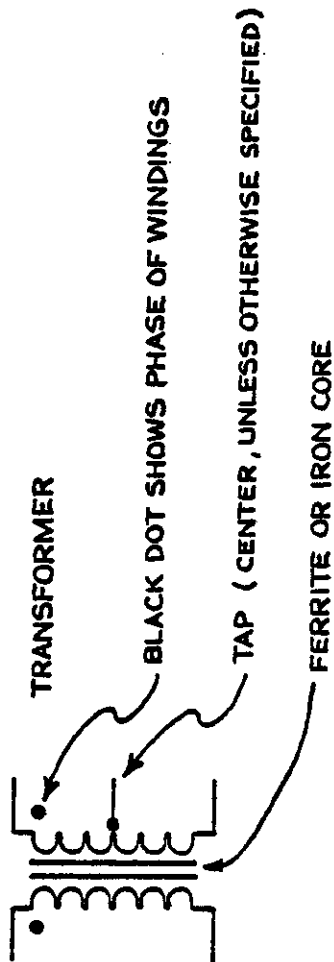 TRANSFORMER
BLACK DOT SHOWS PHASE OF WINDINGS
TAP (CENTER, UNLESS OTHERWISE SPECIFIED)
FERRITE OR IRON CORE